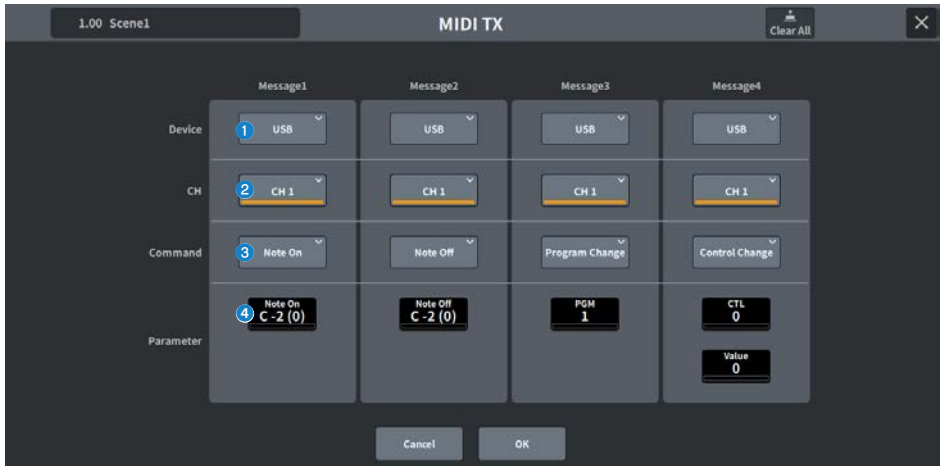 1.00 Scene1
MIDI TX
Clear All
Message1 Message2 Message3 Message4
Device 1 USB USB USB USB
CH 2 CH 1 CH 1 CH 1 CH 1
Command 3 Note On Note Off Program Change Control Change
Note On Note Off PGM CTL
4 C -2 (0) C -2 (0) 1 0
Parameter
Value
0
Cancel OK